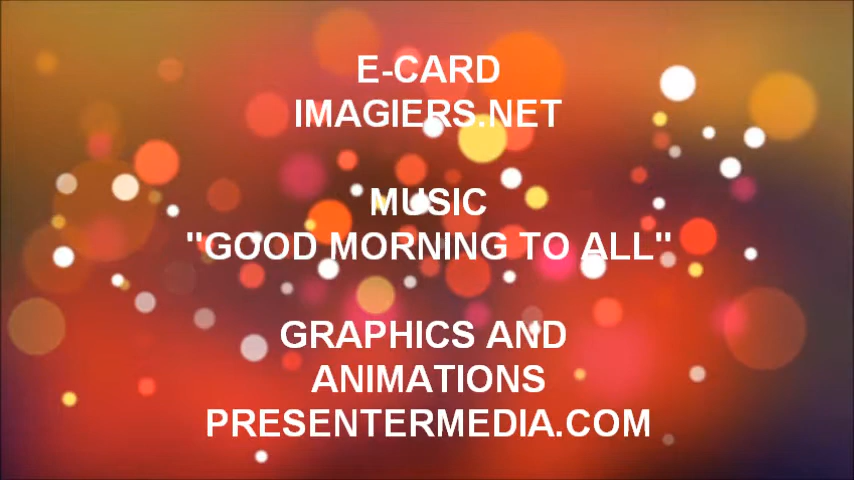 E-CARD
IMAGIERS.NET
MUSIC
"GOOD MORNING TO ALL"
GRAPHICS AND
ANIMATIONS
PRESENTERMEDIA.COM